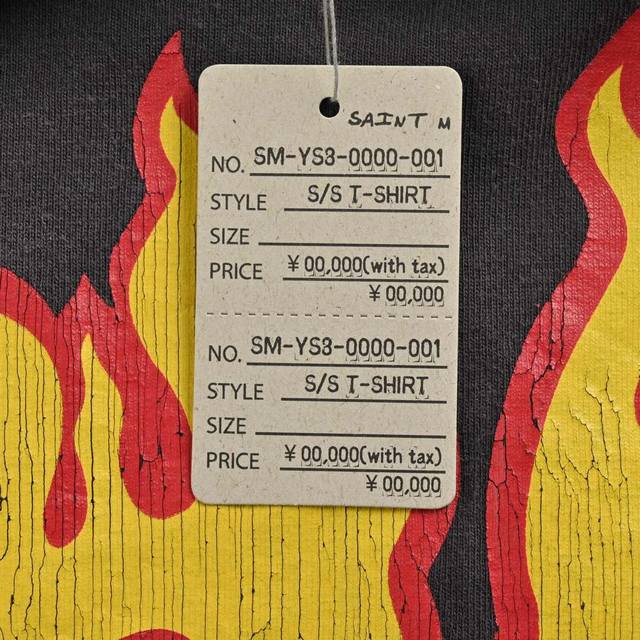 SAINT M
NO. SM-YS3-0000-001
STYLE S/S T-SHIRT
SIZE
PRICE ¥00,000(with tax)
¥00,000
NO. SM-YS3-0000-001
STYLE S/S T-SHIRT
SIZE
PRICE ¥00,000(with tax)
¥00,000